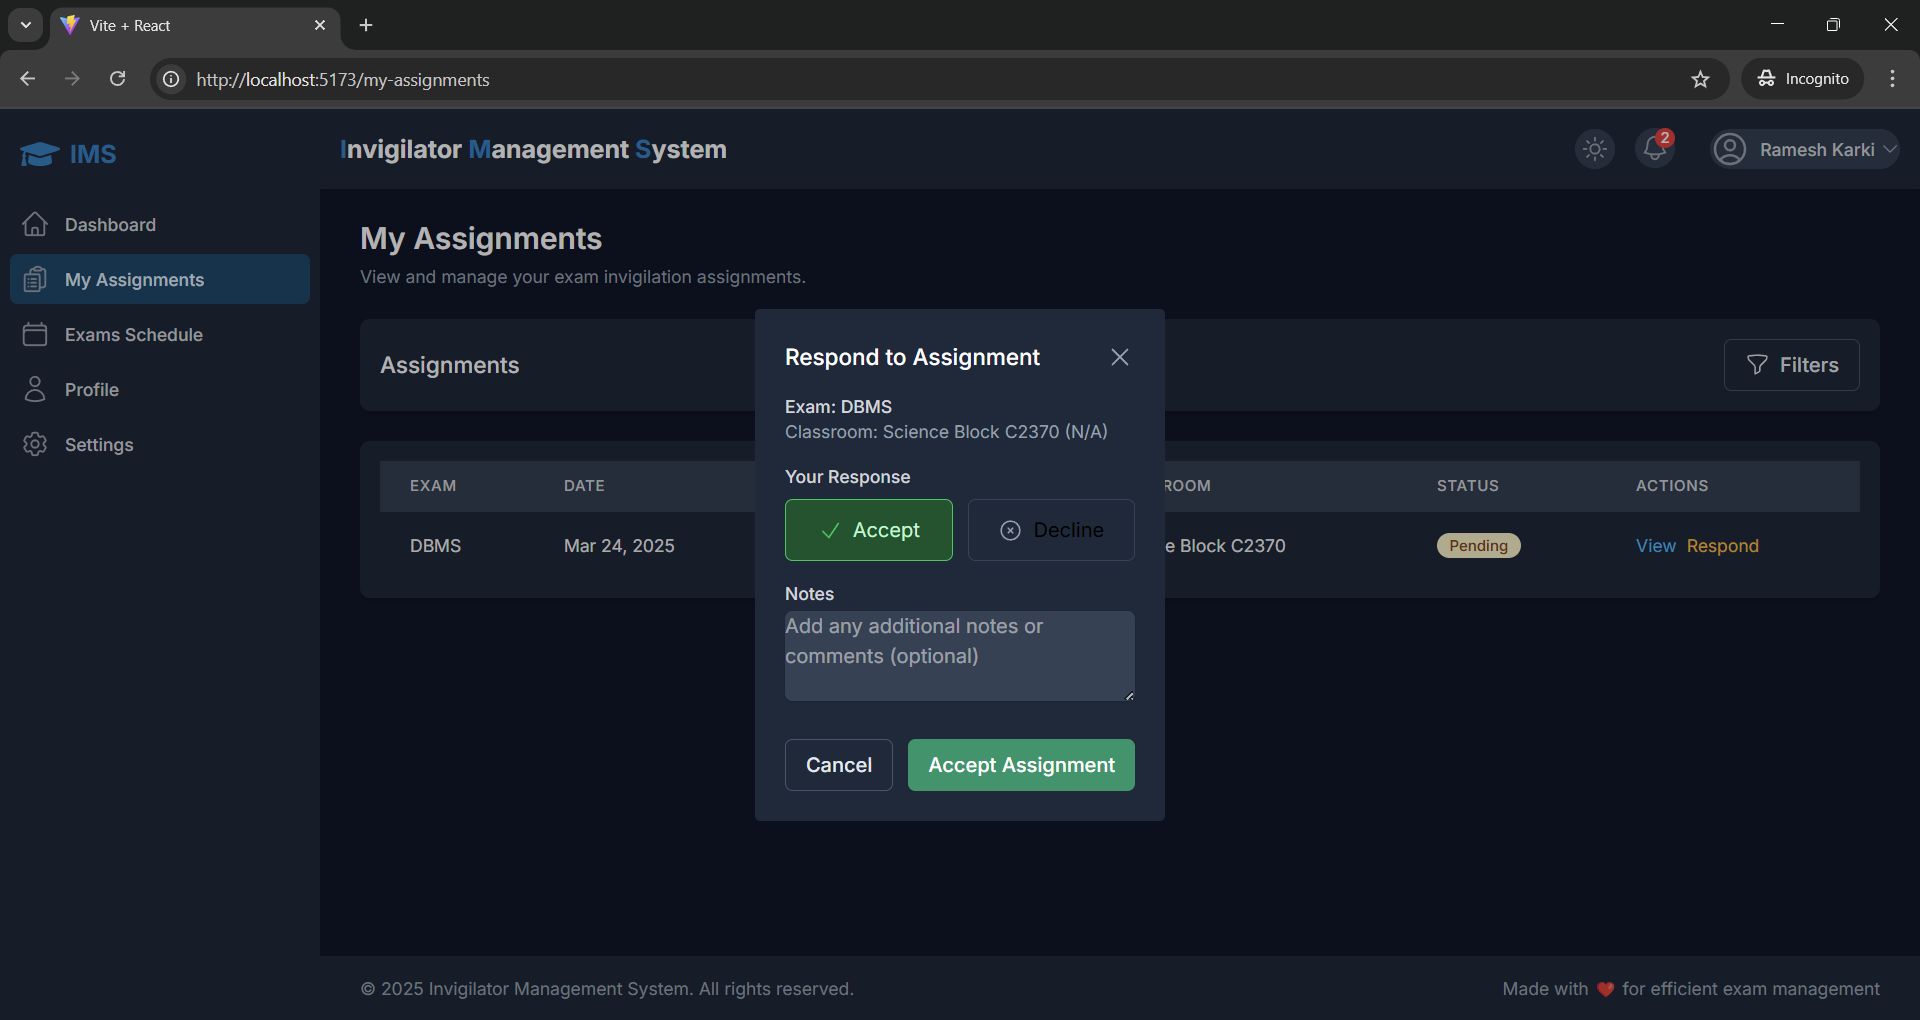 Vite + React
http://localhost:5173/my-assignments
Incognito
IMS
Invigilator Management System
2
Ramesh Karki
Dashboard
My Assignments
Exams Schedule
Profile
Settings
My Assignments
View and manage your exam invigilation assignments.
Assignments
Filters
EXAM DATE ROOM STATUS ACTIONS
DBMS Mar 24, 2025 e Block C2370 Pending View Respond
Respond to Assignment
Exam: DBMS
Classroom: Science Block C2370 (N/A)
Your Response
Accept Decline
Notes
Add any additional notes or
comments (optional)
Cancel Accept Assignment
© 2025 Invigilator Management System. All rights reserved.
Made with ❤️ for efficient exam management